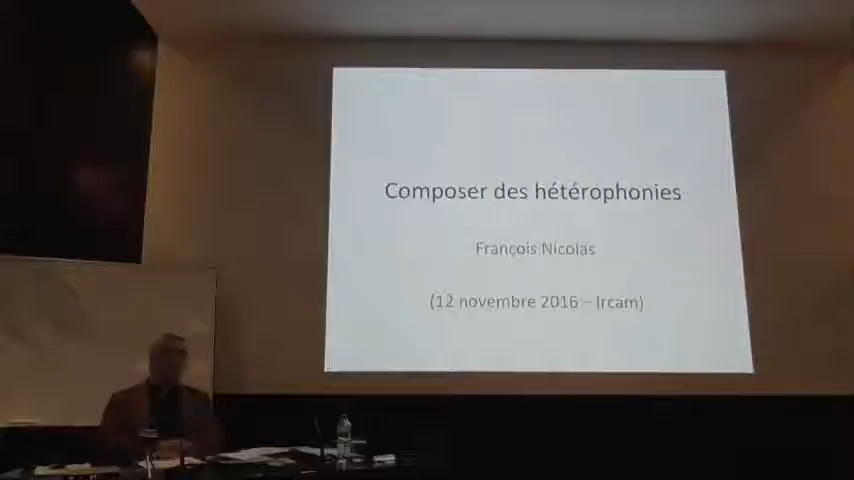 Composer des hétérophonies
François Nicolas
(12 novembre 2016 – Ircam)